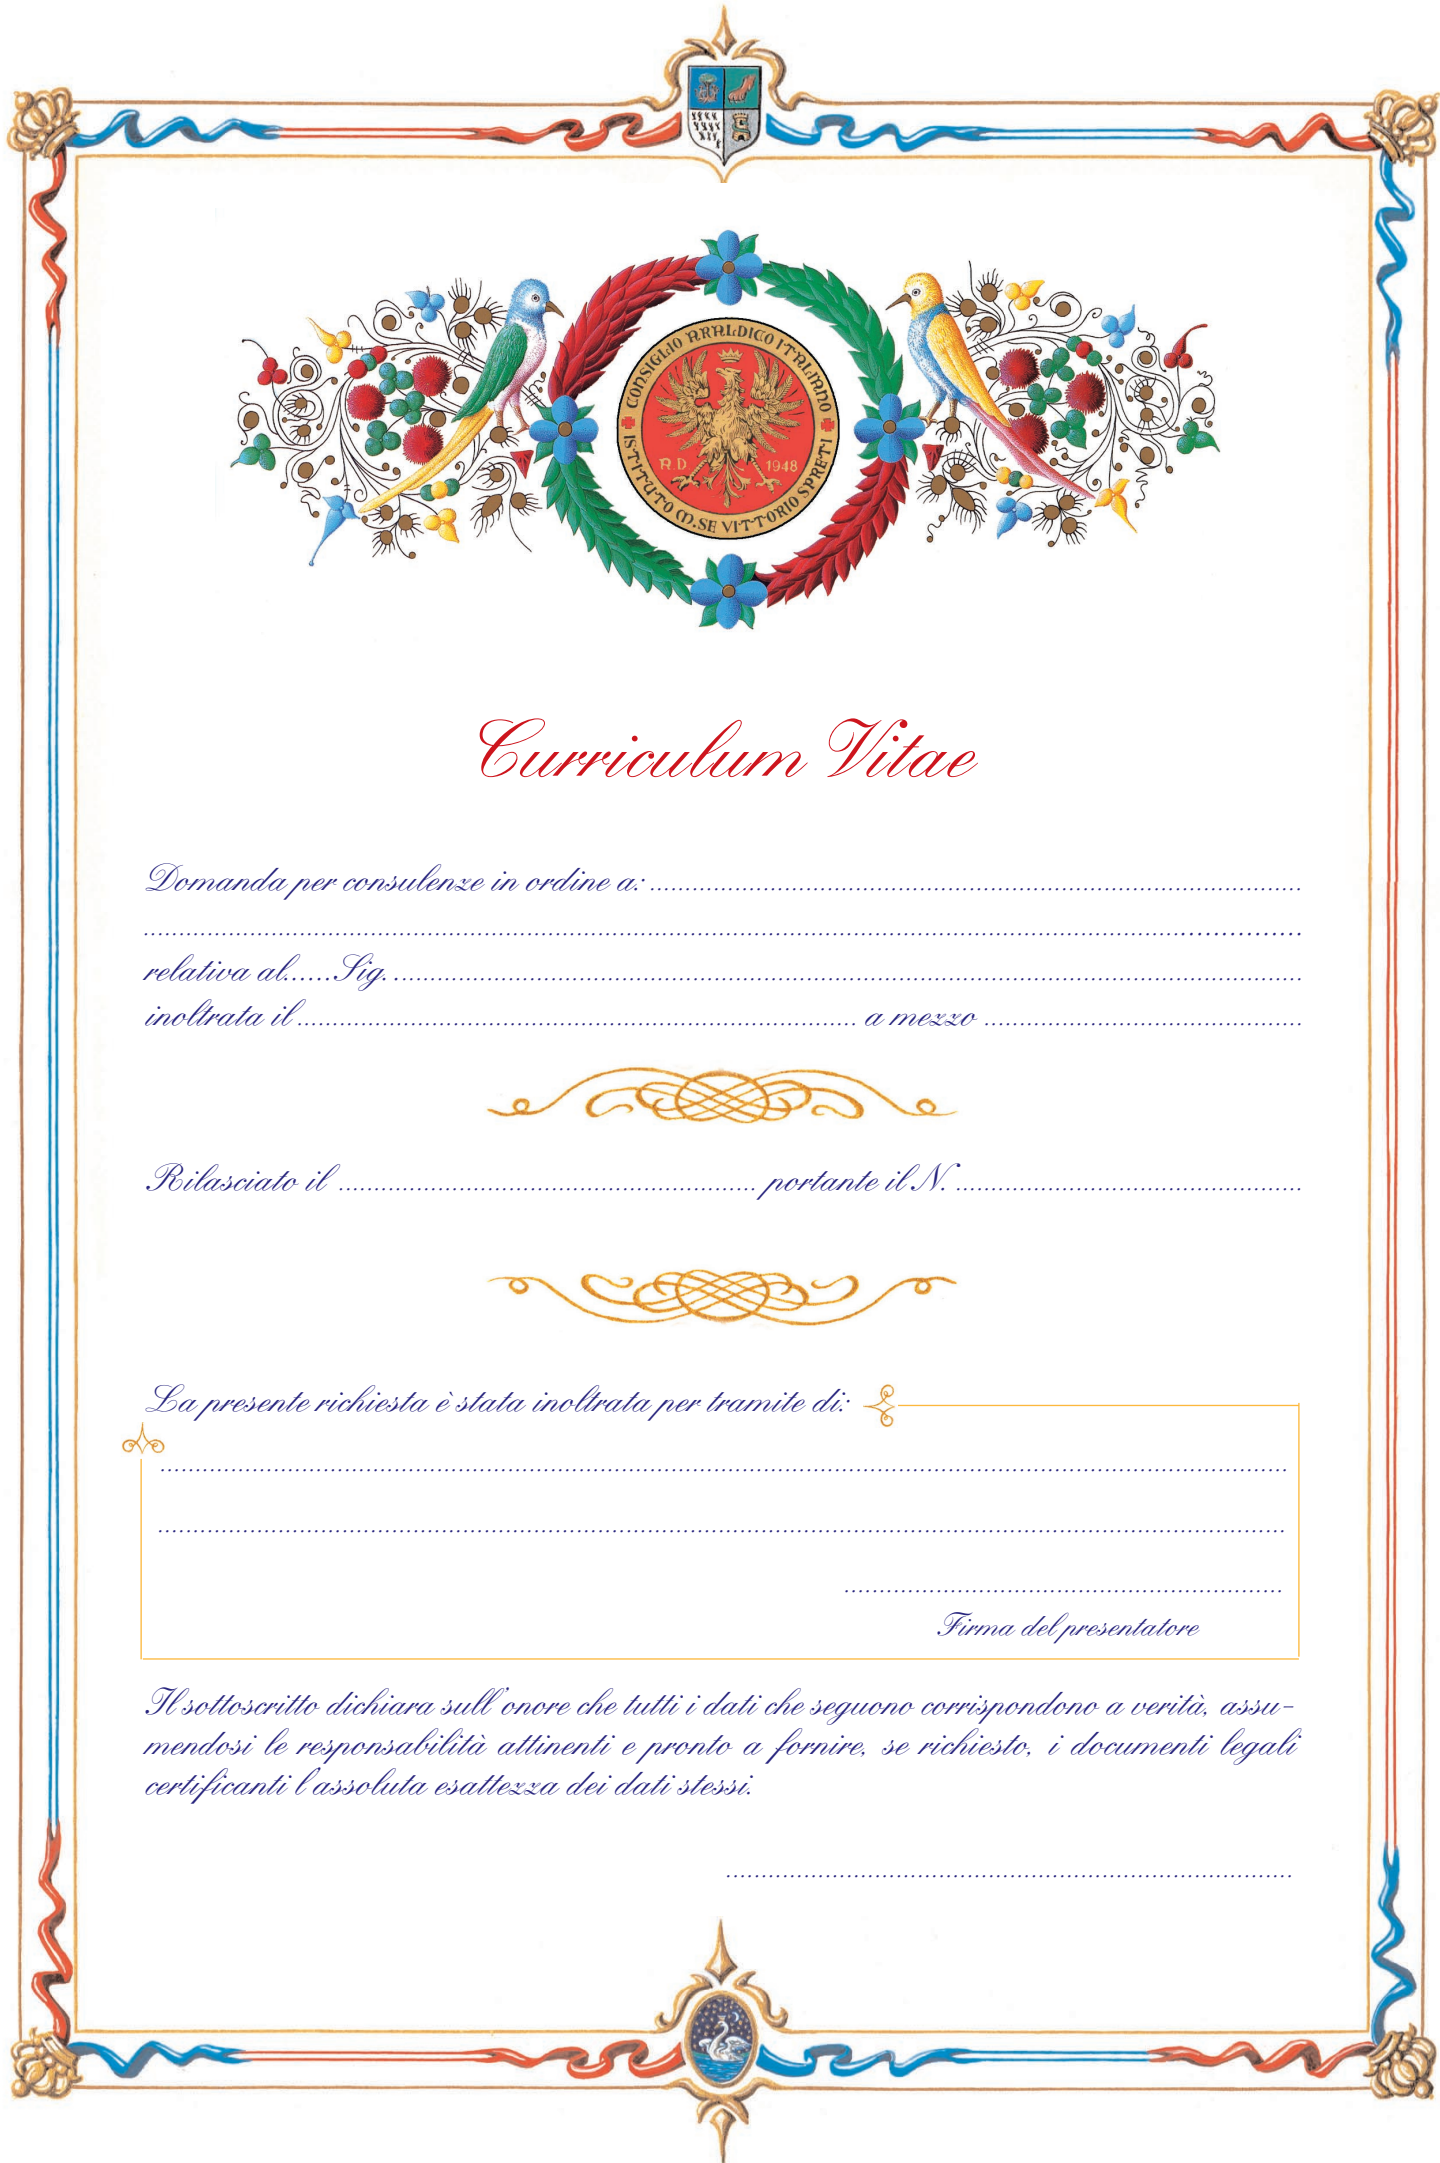 CONSIGLIO ARALDICO ITALIANO
ISTITUTO M.SE VITTORIO SPRETI
R.D. 1948
Curriculum Vitae
Domanda per consulenze in ordine a: ..............................
..............................
relativa al......Sig. ..............................
inoltrata il .............................. a mezzo ..............................
Rilasciato il .............................. portante il N. ..............................
La presente richiesta è stata inoltrata per tramite di:
..............................
..............................
..............................
Firma del presentatore
Il sottoscritto dichiara sull'onore che tutti i dati che seguono corrispondono a verità, assu-
mendosi le responsabilità attinenti e pronto a fornire, se richiesto, i documenti legali
certificanti l'assoluta esattezza dei dati stessi.
..............................